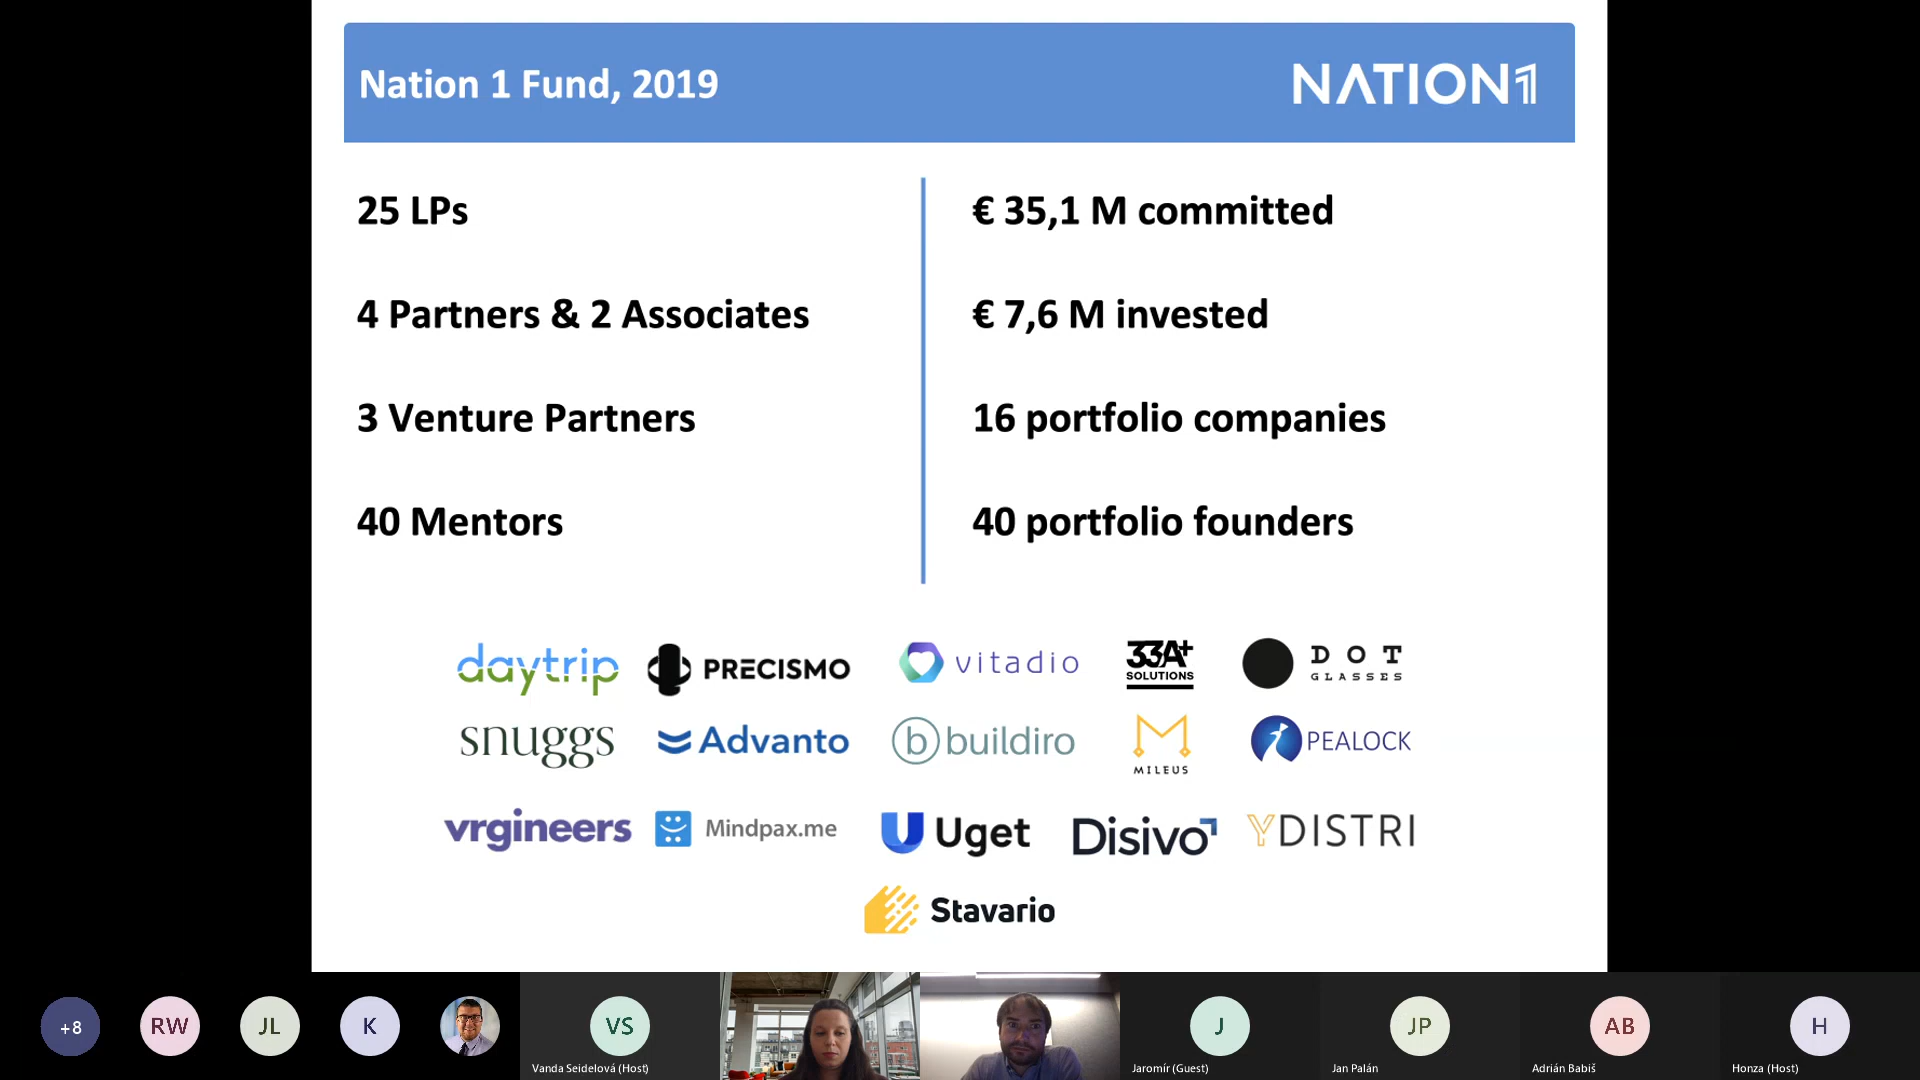 Nation 1 Fund, 2019
NATION1
25 LPs
4 Partners & 2 Associates
3 Venture Partners
40 Mentors
€ 35,1 M committed
€ 7,6 M invested
16 portfolio companies
40 portfolio founders
daytrip
PRECISMO
vitadio
33A+
SOLUTIONS
DOT
GLASSES
snuggs
Advanto
b buildiro
MILEUS
PEALOCK
vrgineers
Mindpax.me
Uget
Disivo
YDISTRI
Stavario
+8
RW
JL
K
VS
Vanda Seidelová (Host)
J
Jaromír (Guest)
JP
Jan Palán
AB
Adrián Babiš
H
Honza (Host)